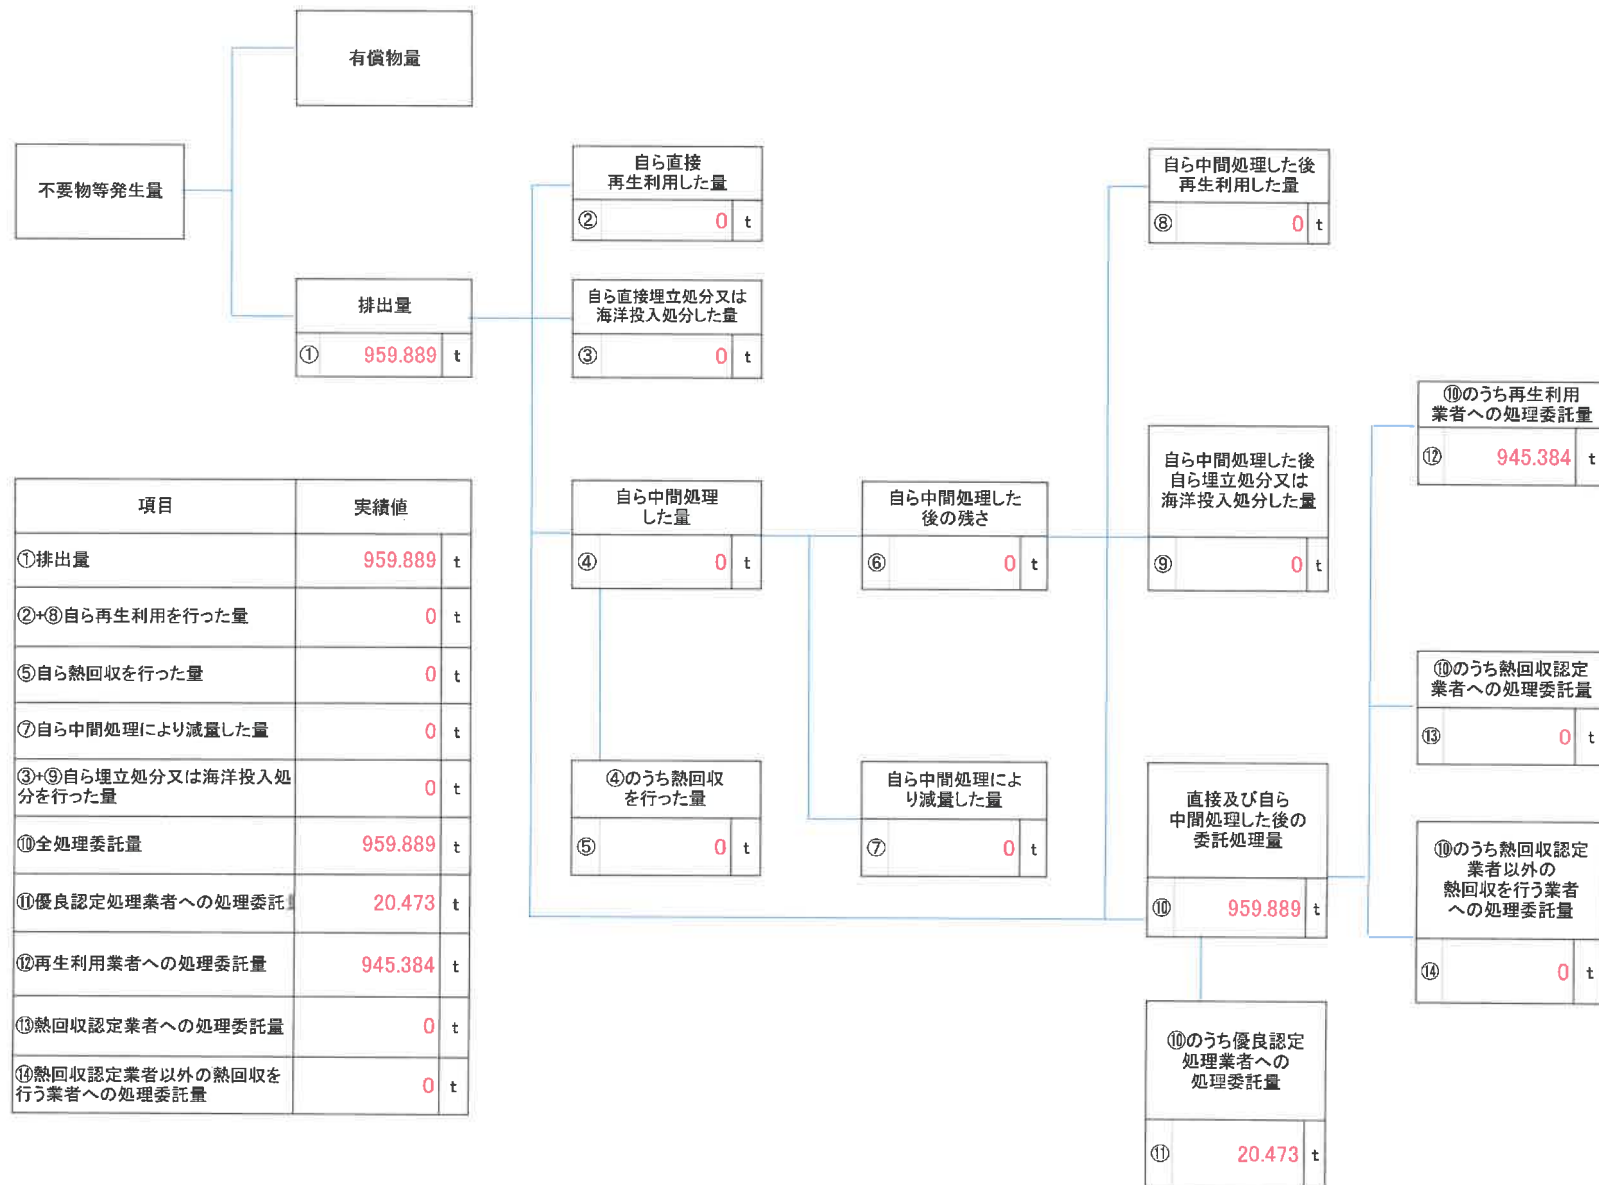 有償物量
不要物等発生量
排出量
① 959.889 t
自ら直接
再生利用した量
② 0 t
自ら直接埋立処分又は
海洋投入処分した量
③ 0 t
自ら中間処理
した量
④ 0 t
④のうち熱回収
を行った量
⑤ 0 t
自ら中間処理した
後の残さ
⑥ 0 t
自ら中間処理によ
り減量した量
⑦ 0 t
自ら中間処理した後
再生利用した量
⑧ 0 t
自ら中間処理した後
自ら埋立処分又は
海洋投入処分した量
⑨ 0 t
直接及び自ら
中間処理した後の
委託処理量
⑩ 959.889 t
⑩のうち優良認定
処理業者への
処理委託量
⑪ 20.473 t
⑩のうち再生利用
業者への処理委託量
⑫ 945.384 t
⑩のうち熱回収認定
業者への処理委託量
⑬ 0 t
⑩のうち熱回収認定
業者以外の
熱回収を行う業者
への処理委託量
⑭ 0 t
項目 実績値
①排出量 959.889 t
②+⑧自ら再生利用を行った量 0 t
⑤自ら熱回収を行った量 0 t
⑦自ら中間処理により減量した量 0 t
③+⑨自ら埋立処分又は海洋投入処
分を行った量 0 t
⑩全処理委託量 959.889 t
⑪優良認定処理業者への処理委託 20.473 t
⑫再生利用業者への処理委託量 945.384 t
⑬熱回収認定業者への処理委託量 0 t
⑭熱回収認定業者以外の熱回収を
行う業者への処理委託量 0 t